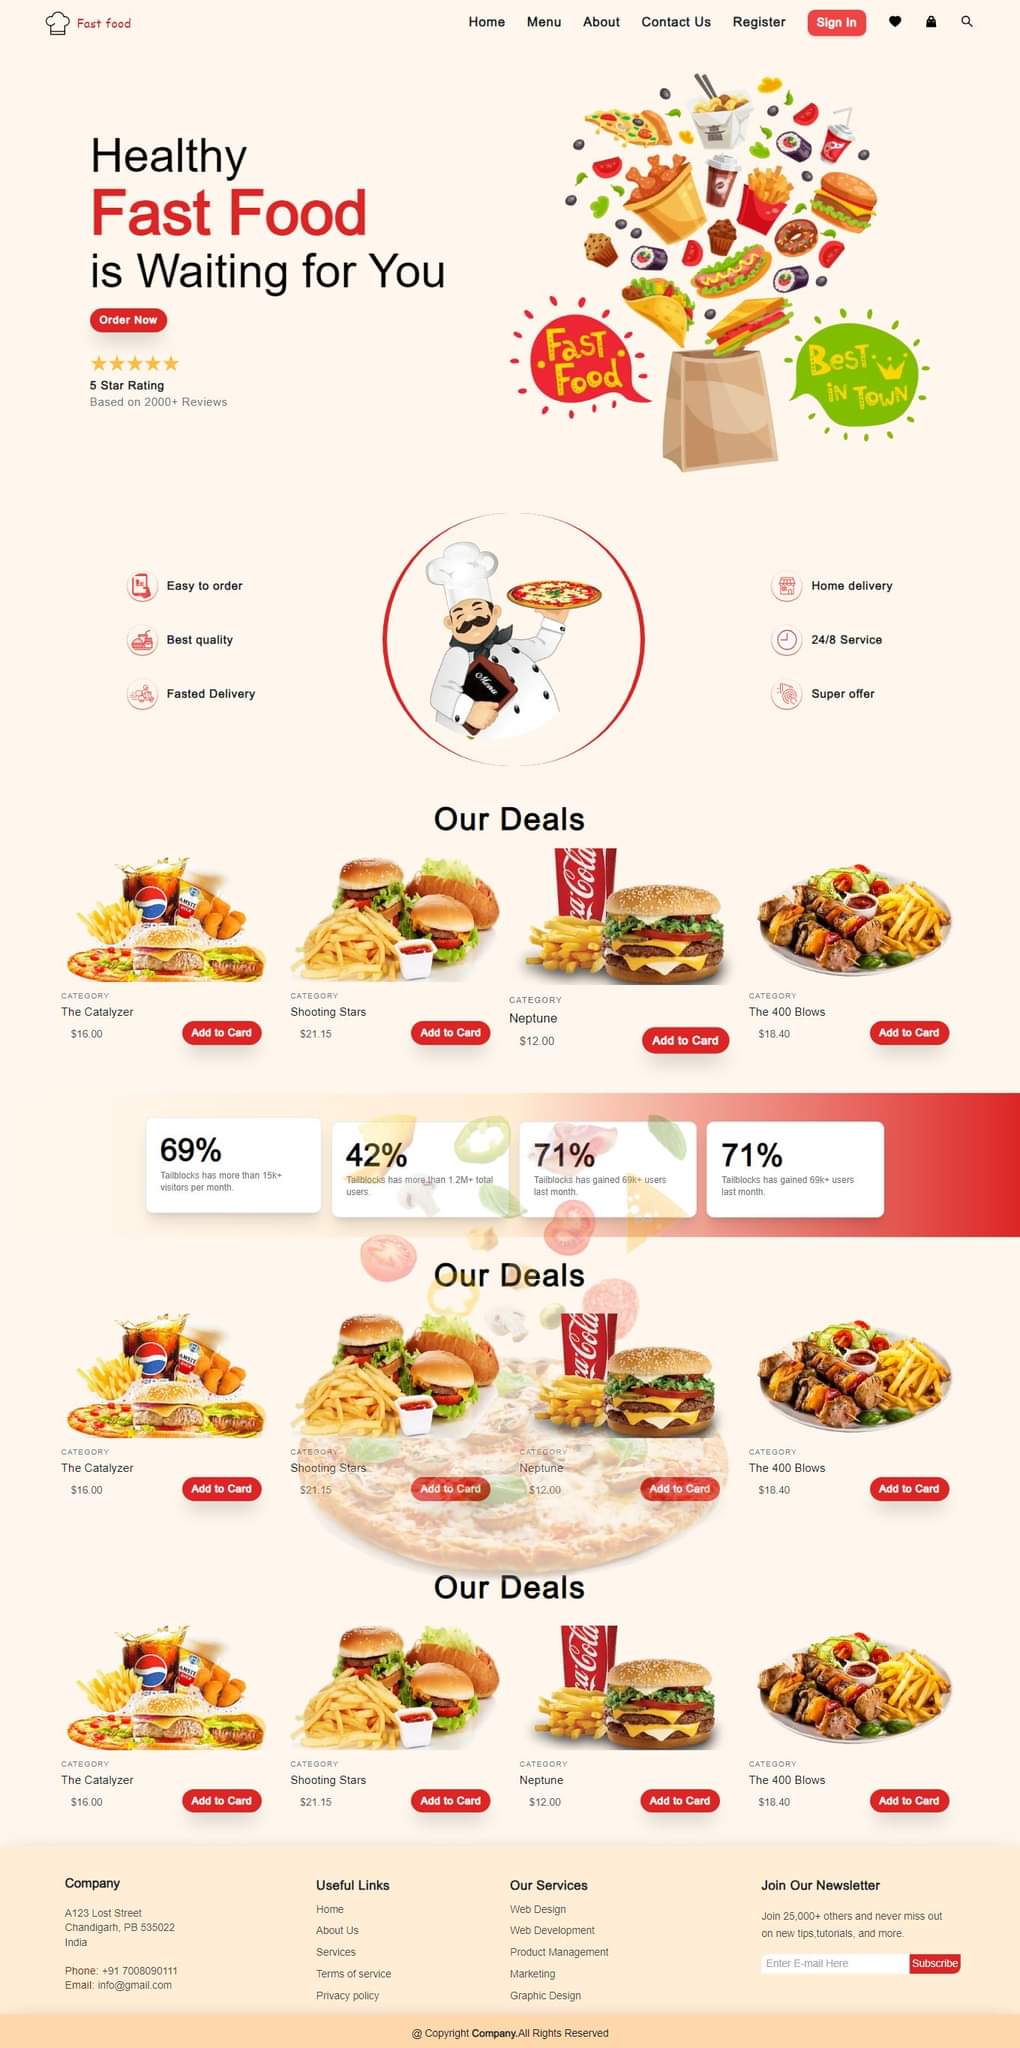 Fast food
Home Menu About Contact Us Register Sign In
Healthy
Fast Food
is Waiting for You
Order Now
5 Star Rating
Based on 2000+ Reviews
Fast
Food
Best
in Town
Easy to order
Best quality
Fasted Delivery
Menu
Home delivery
24/8 Service
Super offer
Our Deals
CATEGORY
The Catalyzer
$16.00
Add to Card
CATEGORY
Shooting Stars
$21.15
Add to Card
ca-Cola
CATEGORY
Neptune
$12.00
Add to Card
CATEGORY
The 400 Blows
$18.40
Add to Card
69%
Tailblocks has more than 15k+
visitors per month.
42%
Tailblocks has more than 1.2M+ total
users.
71%
Tailblocks has gained 69k+ users
last month.
71%
Tailblocks has gained 69k+ users
last month.
Our Deals
CATEGORY
The Catalyzer
$16.00
Add to Card
CATEGORY
Shooting Stars
$21.15
Add to Card
ca-Cola
CATEGORY
Neptune
$12.00
Add to Card
CATEGORY
The 400 Blows
$18.40
Add to Card
Our Deals
CATEGORY
The Catalyzer
$16.00
Add to Card
CATEGORY
Shooting Stars
$21.15
Add to Card
ca-Cola
CATEGORY
Neptune
$12.00
Add to Card
CATEGORY
The 400 Blows
$18.40
Add to Card
Company
A123 Lost Street
Chandigarh, PB 535022
India
Phone: +91 7008090111
Email: info@gmail.com
Useful Links
Home
About Us
Services
Terms of service
Privacy policy
Our Services
Web Design
Web Development
Product Management
Marketing
Graphic Design
Join Our Newsletter
Join 25,000+ others and never miss out
on new tips,tutorials, and more.
Enter E-mail Here Subscribe
@ Copyright Company.All Rights Reserved